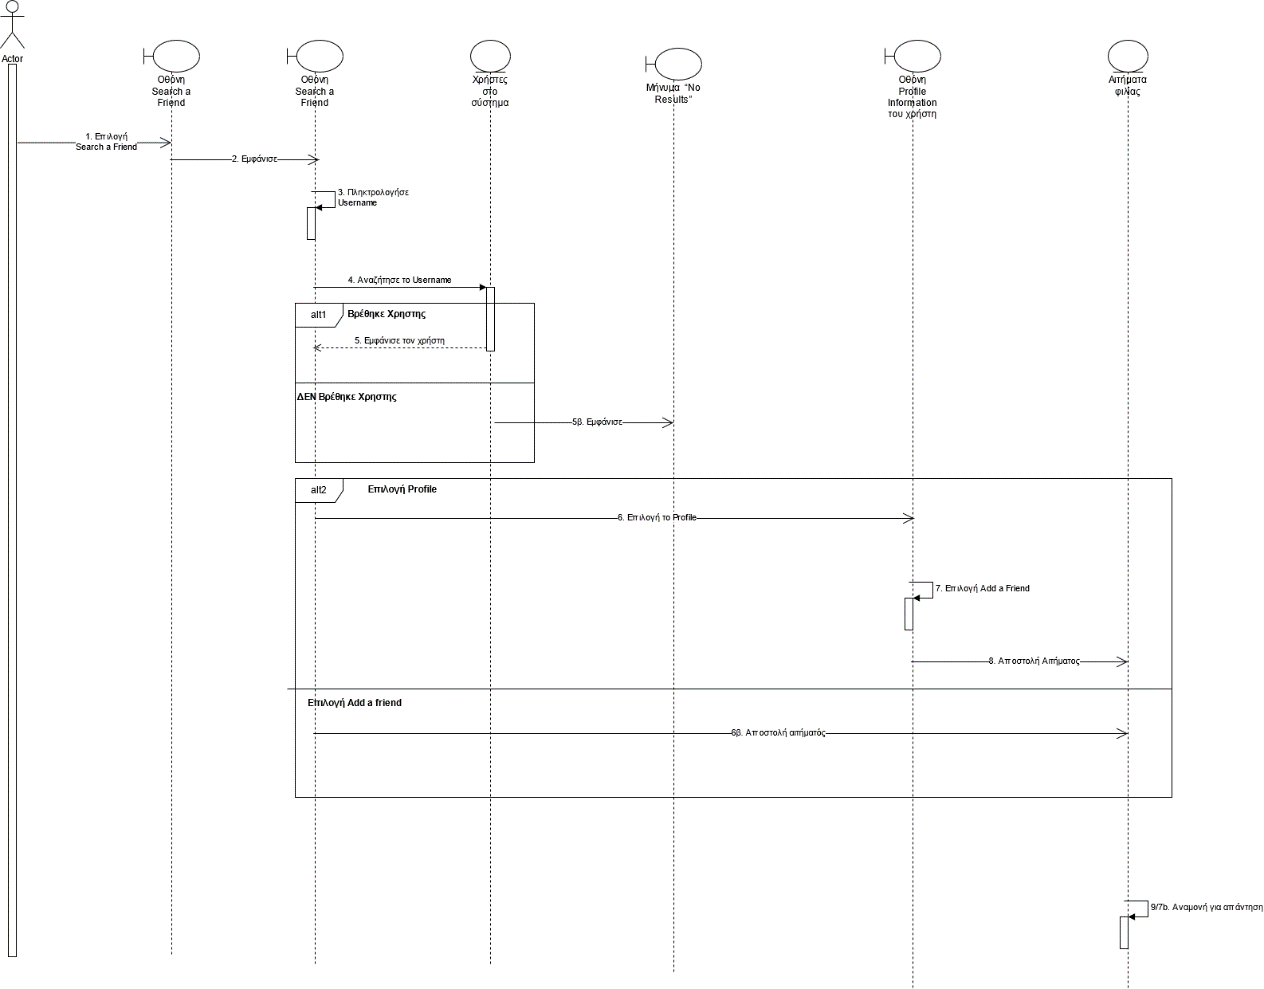 Actor
Οθόνη
Search a
Friend
Οθόνη
Search a
Friend
Χρήστες
στο
σύστημα
Μήνυμα "No
Results"
Οθόνη
Profile
Information
του χρήστη
Αιτήματα
φιλίας
1. Επιλογή
Search a Friend
2. Εμφάνισε
3. Πληκτρολογήσε
Username
4. Αναζήτησε το Username
alt1
Βρέθηκε Χρηστης
5. Εμφάνισε τον χρήστη
ΔΕΝ Βρέθηκε Χρηστης
5β. Εμφάνισε
alt2
Επιλογή Profile
6. Επιλογή το Profile
7. Επιλογή Add a Friend
8. Αποστολή Αιτήματος
Επιλογή Add a friend
6β. Αποστολή αιτήματός
9/7b. Αναμονή για απάντηση